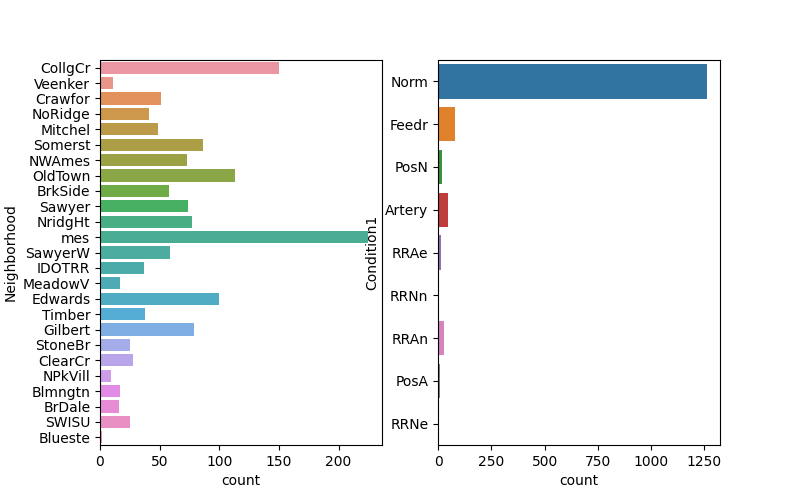 CollgCr
Veenker
Crawfor
NoRidge
Mitchel
Somerst
NWAmes
OldTown
BrkSide
Sawyer
NridgHt
mes
SawyerW
IDOTRR
MeadowV
Edwards
Timber
Gilbert
StoneBr
ClearCr
NPkVill
Blmngtn
BrDale
SWISU
Blueste
Neighborhood
0 50 100 150 200
count
Norm
Feedr
PosN
Artery
RRAe
RRNn
RRAn
PosA
RRNe
Condition1
0 250 500 750 1000 1250
count